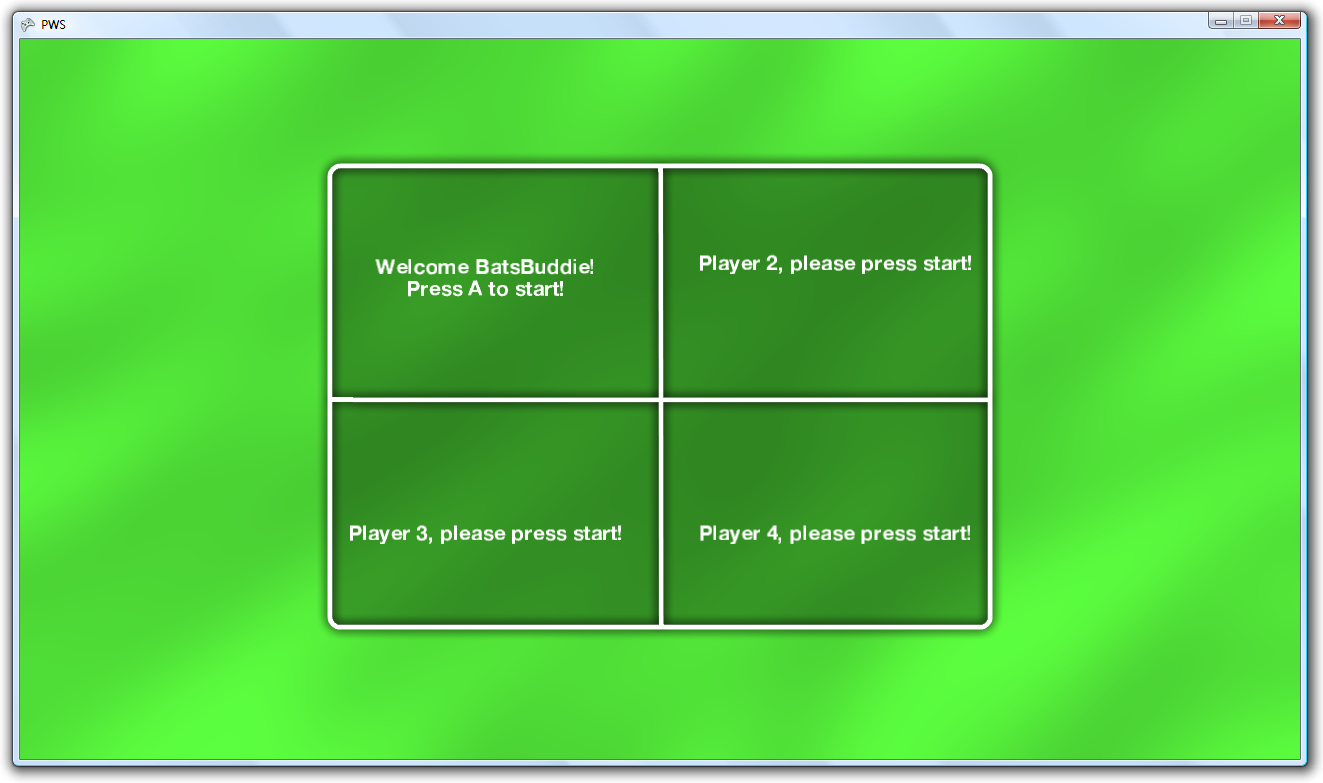 PWS
Welcome BatsBuddie!
Press A to start!
Player 2, please press start!
Player 3, please press start!
Player 4, please press start!